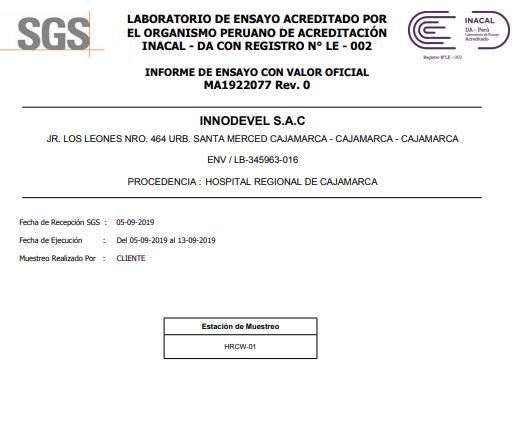 SGS
LABORATORIO DE ENSAYO ACREDITADO POR
EL ORGANISMO PERUANO DE ACREDITACIÓN
INACAL - DA CON REGISTRO N° LE - 002
INACAL
DA - Perú
Laboratorio de Ensayo
Acreditado
Registro N°LE - 002
INFORME DE ENSAYO CON VALOR OFICIAL
MA1922077 Rev. 0
INNODEVEL S.A.C
JR. LOS LEONES NRO. 464 URB. SANTA MERCED CAJAMARCA - CAJAMARCA - CAJAMARCA
ENV / LB-345963-016
PROCEDENCIA : HOSPITAL REGIONAL DE CAJAMARCA
Fecha de Recepción SGS : 05-09-2019
Fecha de Ejecución : Del 05-09-2019 al 13-09-2019
Muestreo Realizado Por : CLIENTE
Estación de Muestreo
HRCW-01